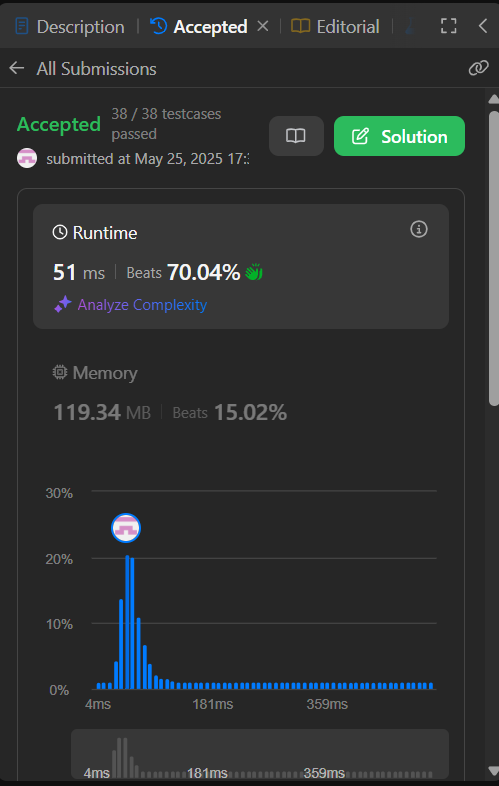 Description | Accepted × | Editorial
All Submissions
Accepted 38 / 38 testcases passed
submitted at May 25, 2025 17:
Solution
Runtime
51 ms | Beats 70.04%
Analyze Complexity
Memory
119.34 MB | Beats 15.02%
30%
20%
10%
0%
4ms 181ms 359ms
4ms 181ms 359ms